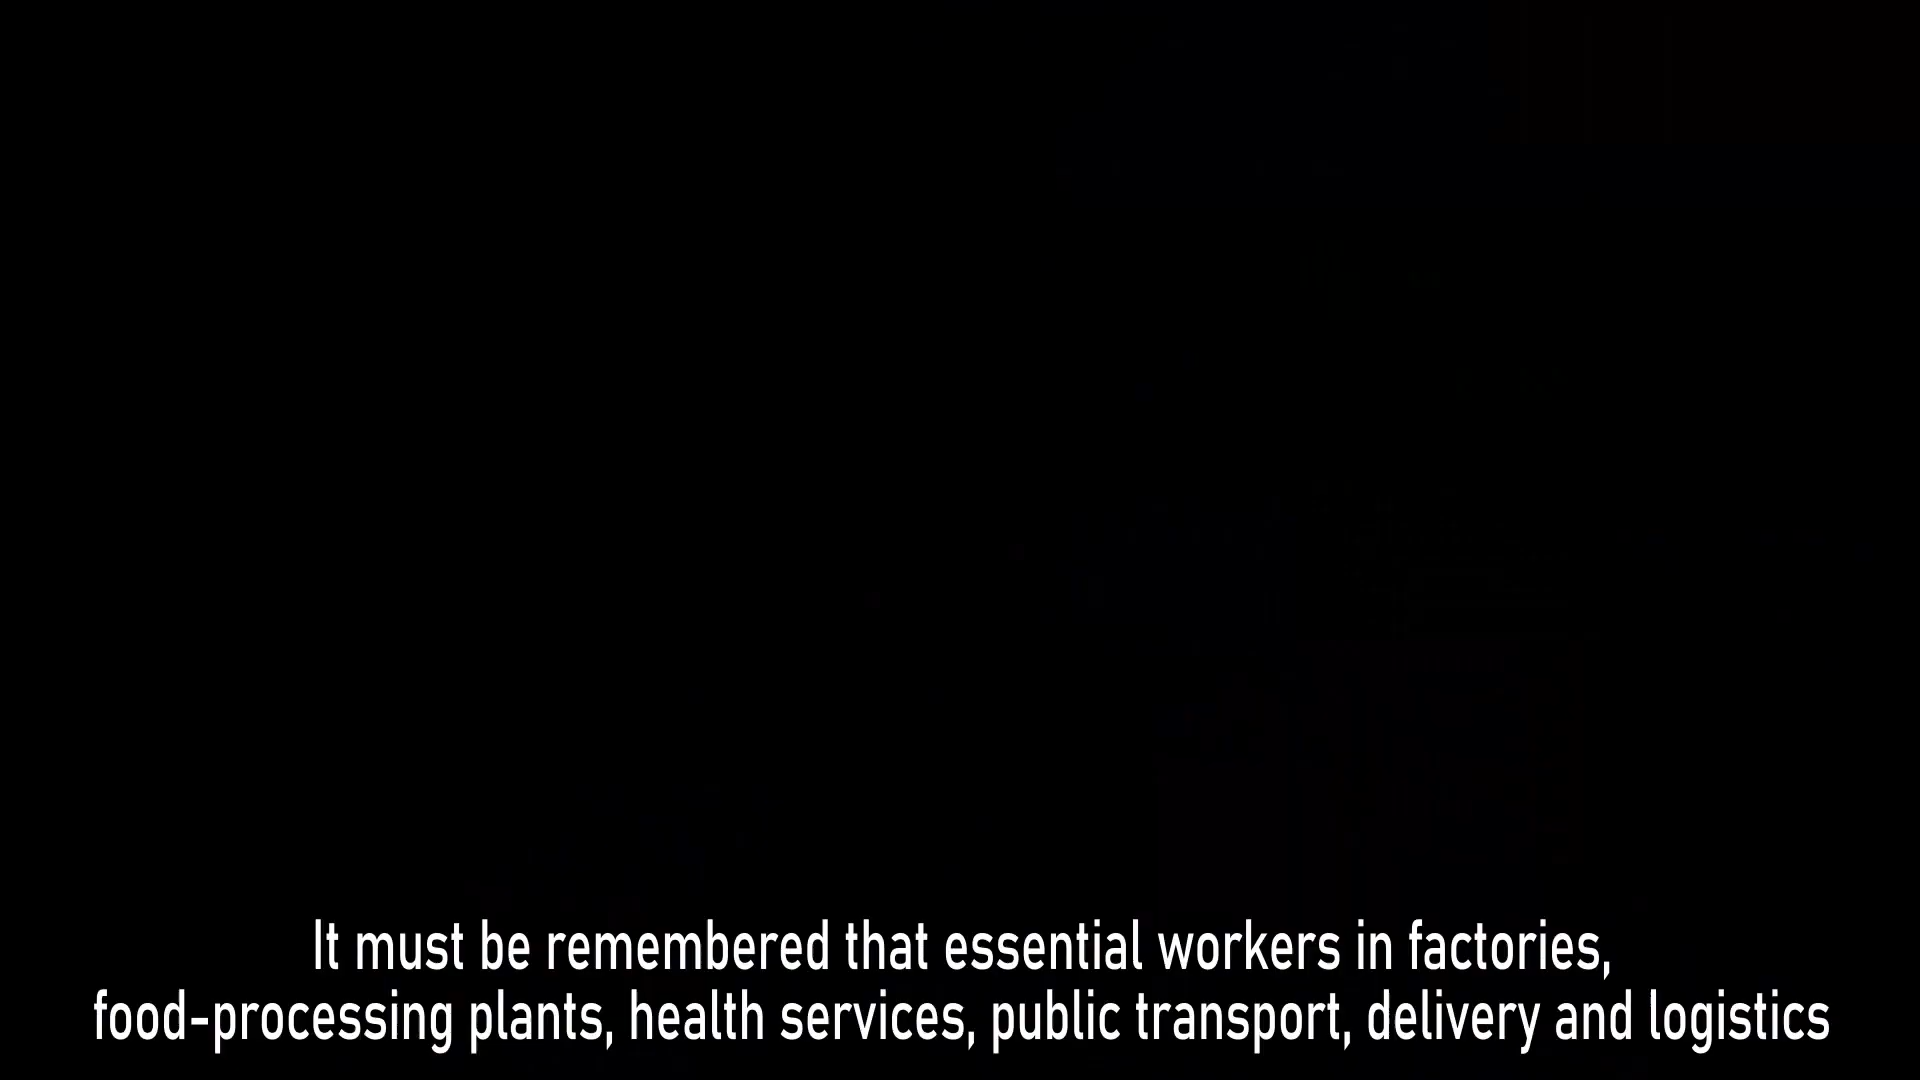 It must be remembered that essential workers in factories,
food-processing plants, health services, public transport, delivery and logistics